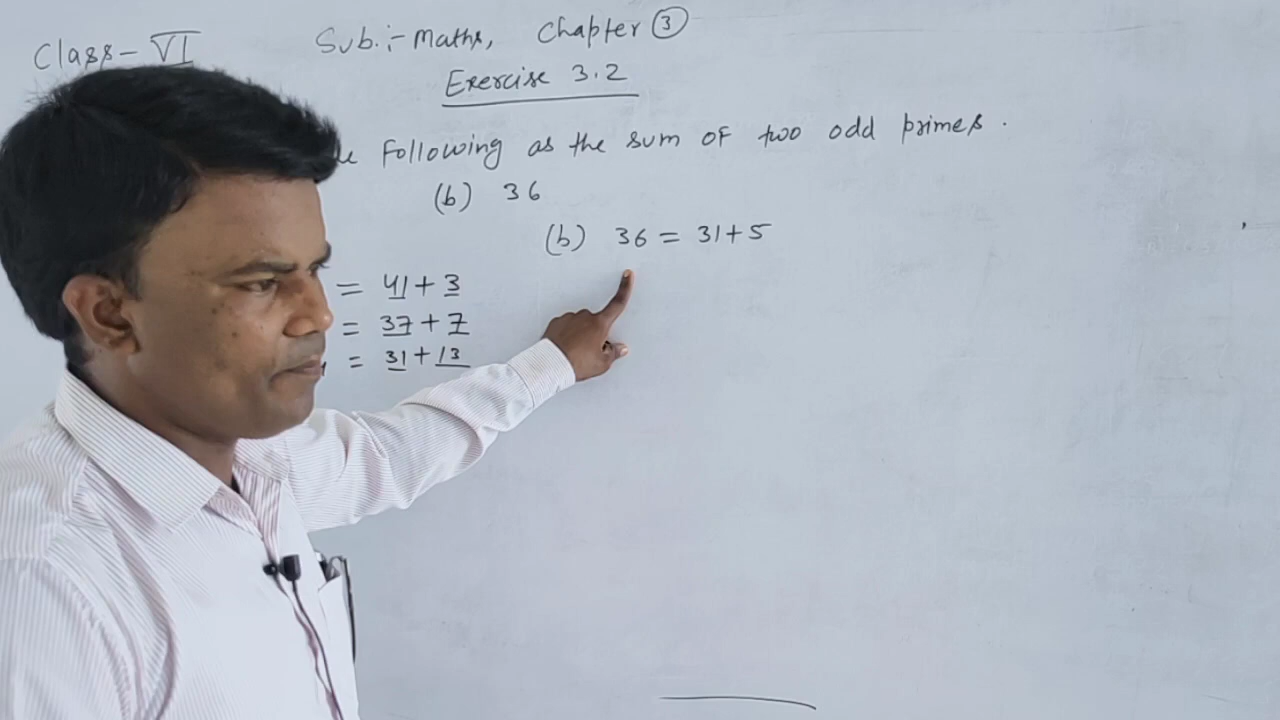 Class - VI Sub. :- Maths, Chapter ③
Exercise 3.2
following as the sum of two odd primes.
(b) 36
(b) 36 = 31 + 5
= 41 + 3
= 37 + 7
= 31 + 13